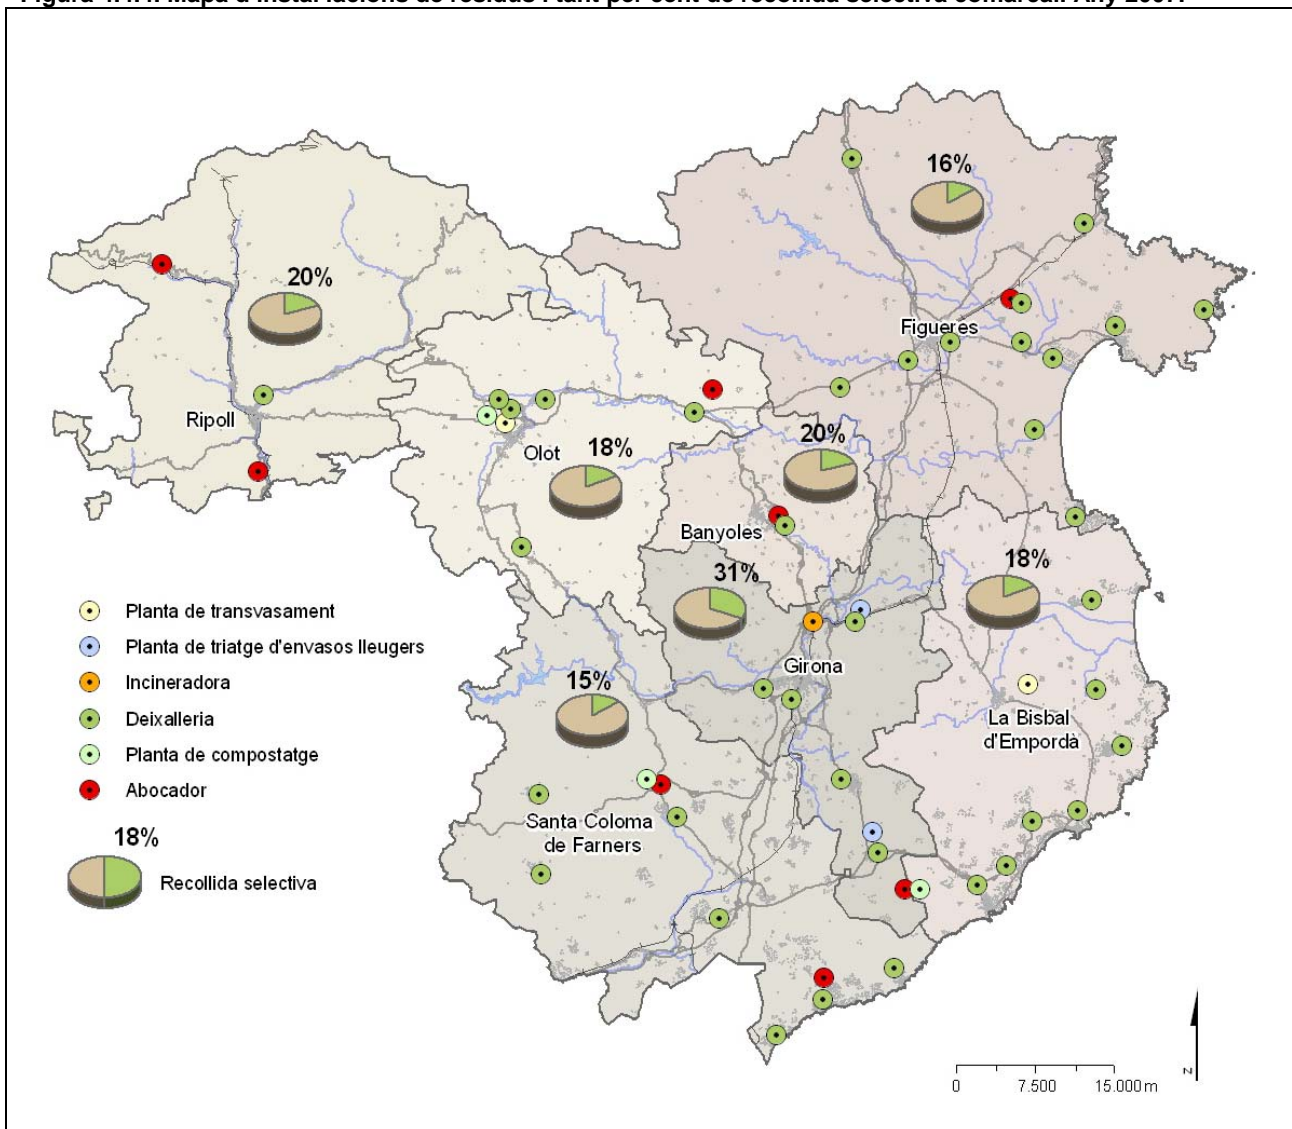 16%
20%
Figueres
Ripoll
20%
Olot
18%
Banyoles
31%
18%
Planta de transvasament
Planta de triatge d'envasos lleugers
Incineradora
Deixalleria
Planta de compostatge
Abocador
Girona
15%
La Bisbal
d'Empordà
Santa Coloma
de Farners
18%
Recollida selectiva
0 7.500 15.000 m
z